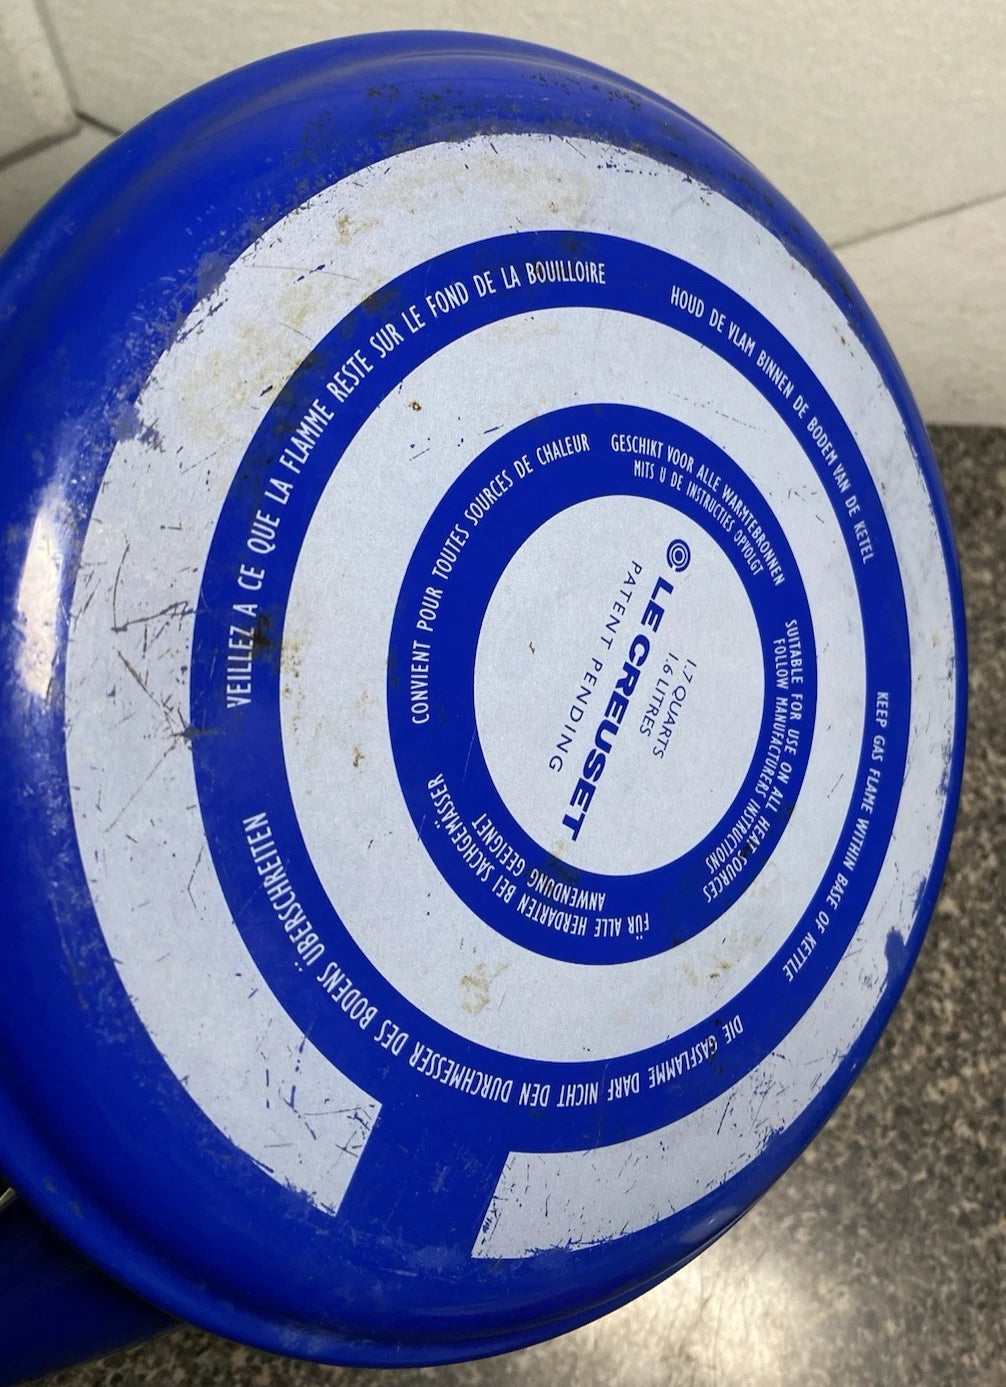 VEILLEZ A CE QUE LA FLAMME RESTE SUR LE FOND DE LA BOUILLOIRE
HOUD DE VLAM BINNEN DE BODEM VAN DE KETEL
KEEP GAS FLAME WITHIN BASE OF KETTLE
DIE GASFLAMME DARF NICHT DEN DURCHMESSER DES BODENS ÜBERSCHREITEN
CONVIENT POUR TOUTES SOURCES DE CHALEUR
GESCHIKT VOOR ALLE WARMTEBRONNEN
MITS U DE INSTRUCTIES OPVOLGT
SUITABLE FOR USE ON ALL HEAT SOURCES
FOLLOW MANUFACTURERS INSTRUCTIONS
FÜR ALLE HERDARTEN BEI SACHGEMÄSSER
ANWENDUNG GEEIGNET
1.7 QUARTS
1.6 LITRES
LE CREUSET
PATENT PENDING